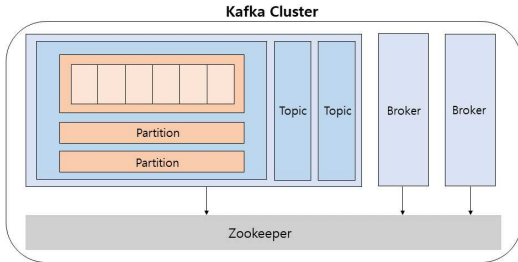 Kafka Cluster
Partition
Partition
Topic
Topic
Broker
Broker
Zookeeper